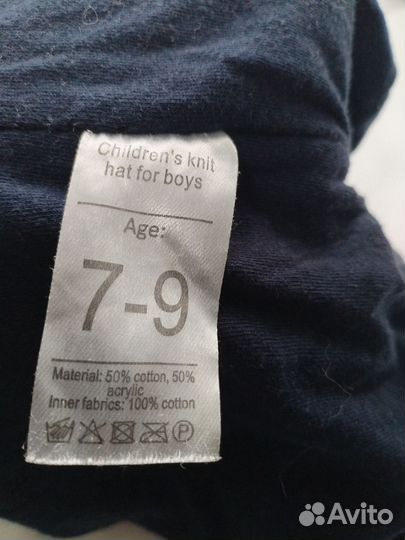 Children's knit
hat for boys
Age:
7-9
Material: 50% cotton, 50%
acrylic
Inner fabrics: 100% cotton
P
Avito